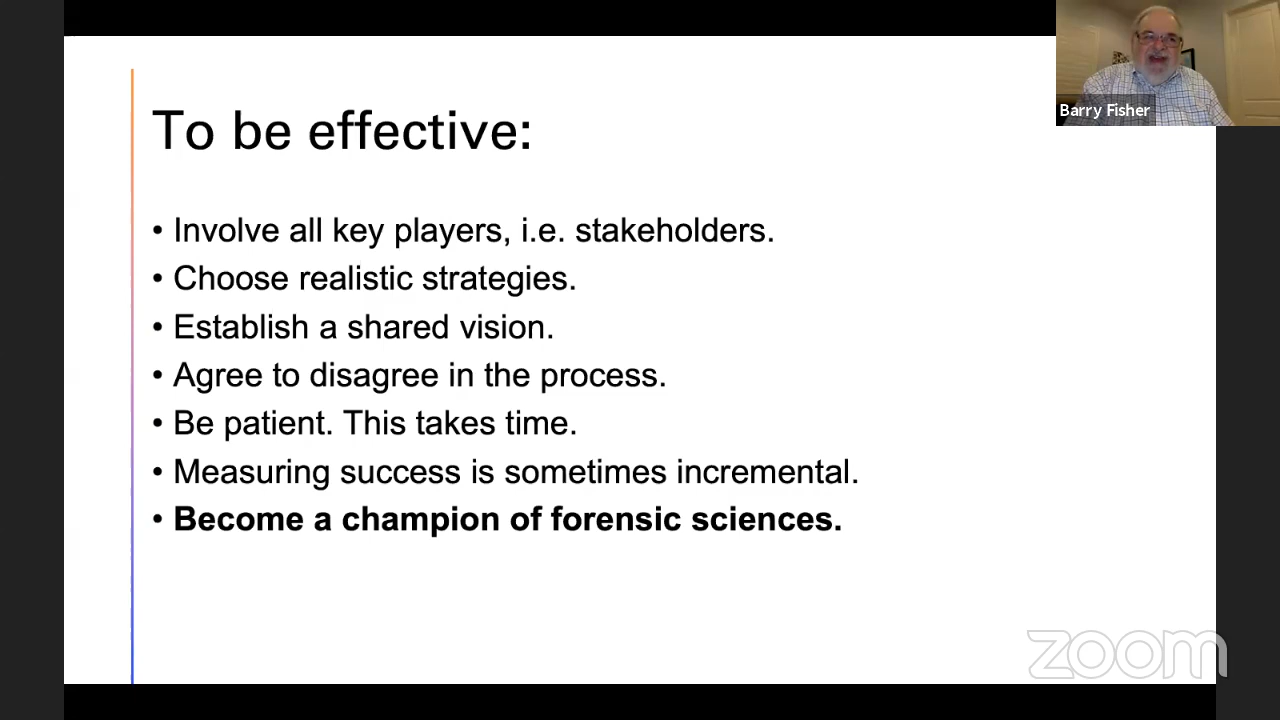 Barry Fisher
To be effective:
• Involve all key players, i.e. stakeholders.
• Choose realistic strategies.
• Establish a shared vision.
• Agree to disagree in the process.
• Be patient. This takes time.
• Measuring success is sometimes incremental.
• Become a champion of forensic sciences.
zoom